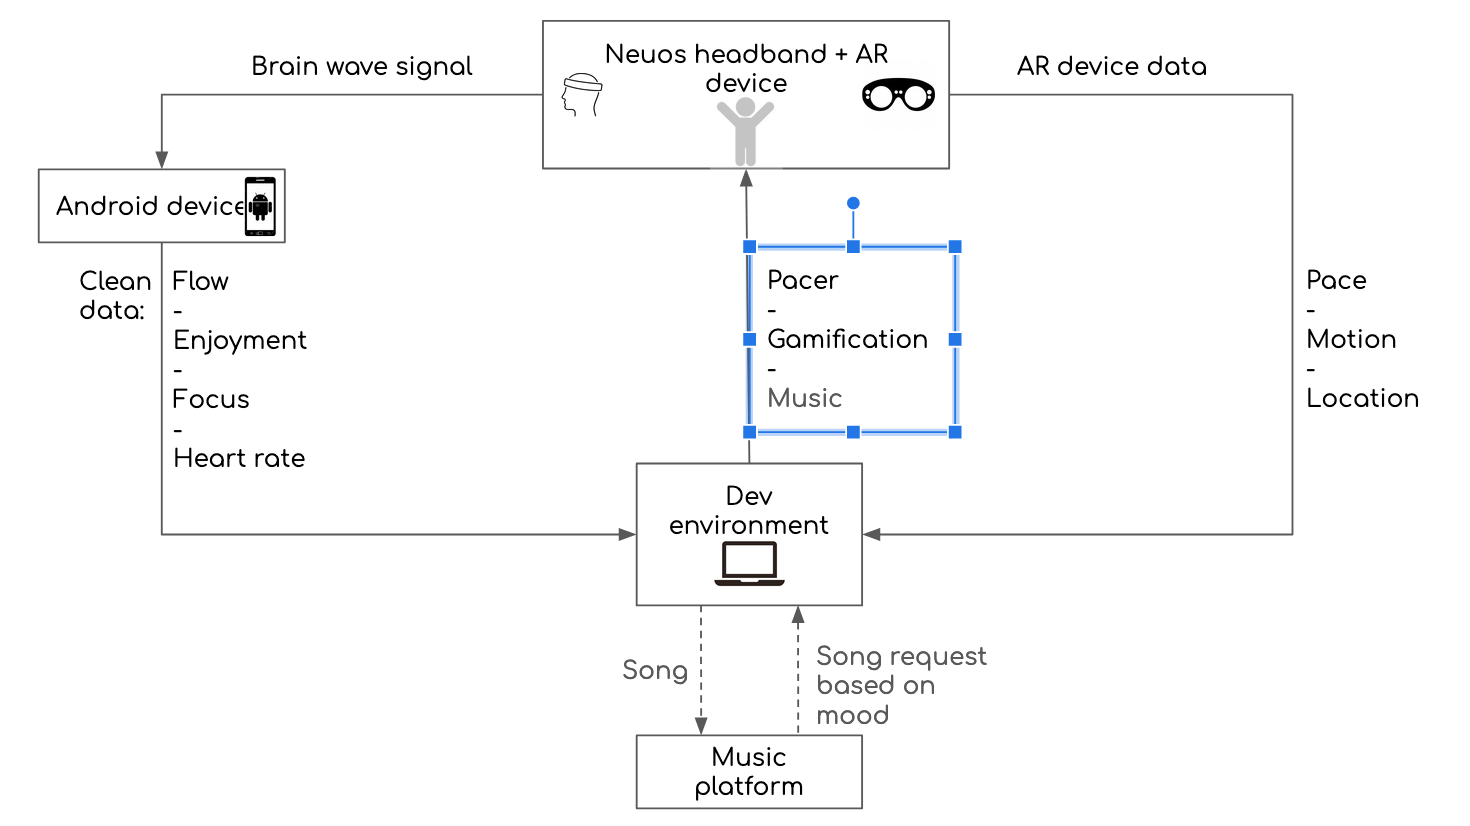 Neuos headband + AR
device
Brain wave signal
AR device data
Android device
Clean
data:
Flow
-
Enjoyment
-
Focus
-
Heart rate
Pacer
-
Gamification
-
Music
Pace
-
Motion
-
Location
Dev
environment
Song
Song request
based on
mood
Music
platform